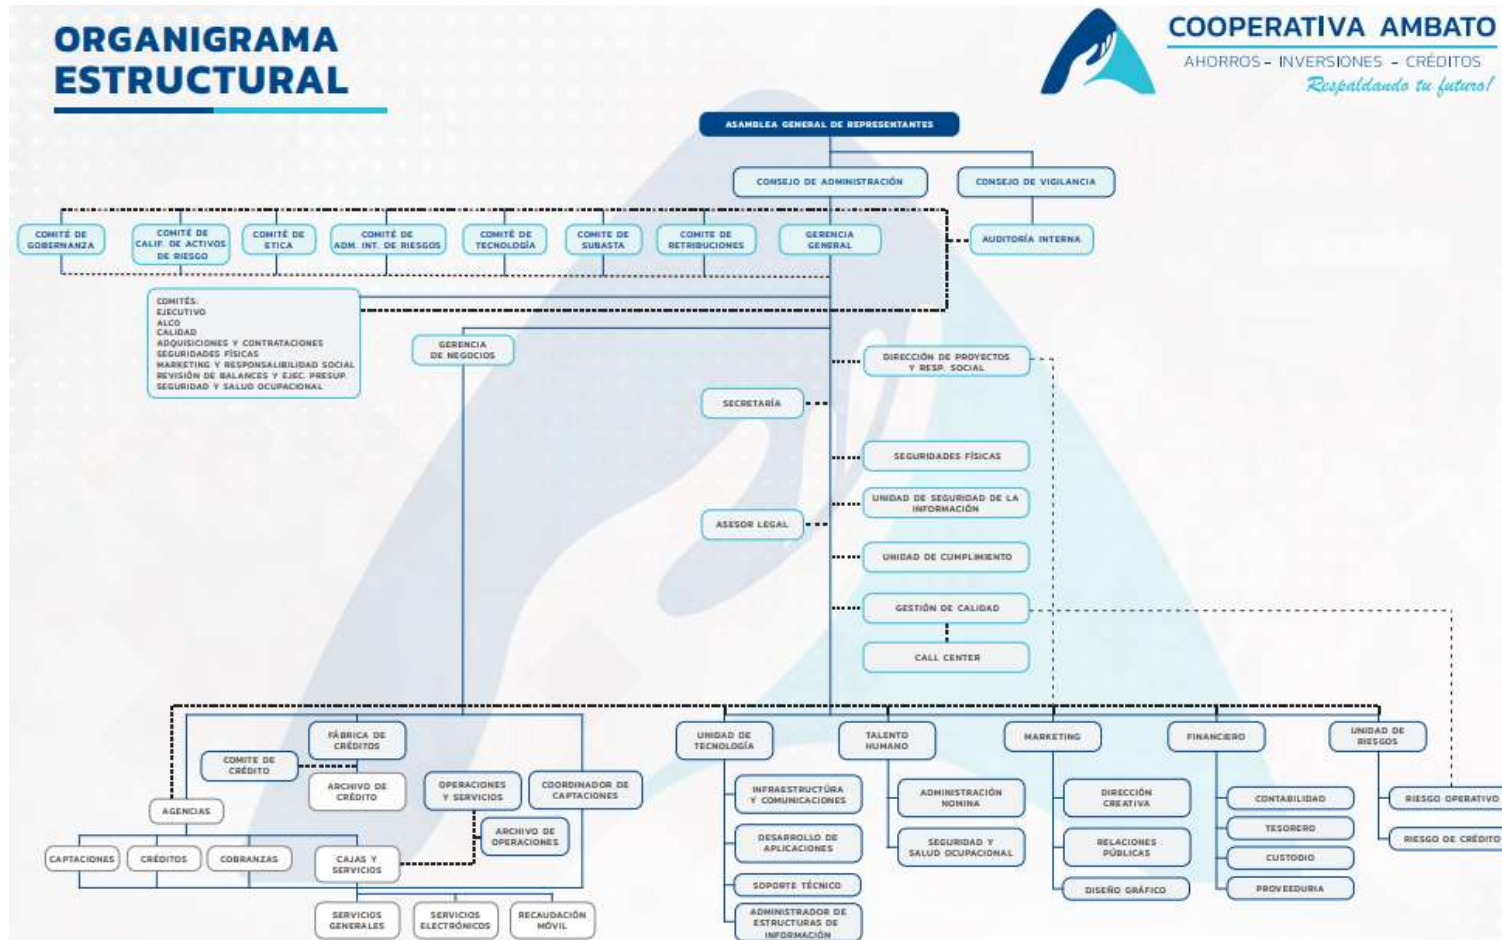 ORGANIGRAMA
ESTRUCTURAL
COOPERATIVA AMBATO
AHORROS - INVERSIONES - CRÉDITOS
Respaldando tu futuro!
ASAMBLEA GENERAL DE REPRESENTANTES
CONSEJO DE ADMINISTRACIÓN
CONSEJO DE VIGILANCIA
COMITÉ DE
GOBERNANZA
COMITÉ DE
CALIF. DE ACTIVOS
DE RIESGO
COMITÉ DE
ETICA
COMITÉ DE
ADM. INT. DE RIESGOS
COMITÉ DE
TECNOLOGÍA
COMITE DE
SUBASTA
COMITE DE
RETRIBUCIONES
GERENCIA
GENERAL
AUDITORÍA INTERNA
COMITÉS:
EJECUTIVO
ALCO
CALIDAD
ADQUISICIONES Y CONTRATACIONES
SEGURIDADES FÍSICAS
MARKETING Y RESPONSALIBILIDAD SOCIAL
REVISIÓN DE BALANCES Y EJEC. PRESUP.
SEGURIDAD Y SALUD OCUPACIONAL
GERENCIA
DE NEGOCIOS
DIRECCIÓN DE PROYECTOS
Y RESP. SOCIAL
SECRETARÍA
SEGURIDADES FÍSICAS
UNIDAD DE SEGURIDAD DE LA
INFORMACIÓN
ASESOR LEGAL
UNIDAD DE CUMPLIMIENTO
GESTIÓN DE CALIDAD
CALL CENTER
FÁBRICA DE
CRÉDITOS
COMITE DE
CRÉDITO
ARCHIVO DE
CRÉDITO
OPERACIONES
Y SERVICIOS
COORDINADOR DE
CAPTACIONES
AGENCIAS
ARCHIVO DE
OPERACIONES
CAPTACIONES
CRÉDITOS
COBRANZAS
CAJAS Y
SERVICIOS
SERVICIOS
GENERALES
SERVICIOS
ELECTRÓNICOS
RECAUDACIÓN
MÓVIL
UNIDAD DE
TECNOLOGÍA
TALENTO
HUMANO
MARKETING
FINANCIERO
UNIDAD DE
RIESGOS
INFRAESTRUCTÚRA
Y COMUNICACIONES
DESARROLLO DE
APLICACIONES
SOPORTE TÉCNICO
ADMINISTRADOR DE
ESTRUCTURAS DE
INFORMACIÓN
ADMINISTRACIÓN
NOMINA
SEGURIDAD Y
SALUD OCUPACIONAL
DIRECCIÓN
CREATIVA
RELACIONES
PÚBLICAS
DISEÑO GRÁFICO
CONTABILIDAD
TESORERO
CUSTODIO
PROVEEDURIA
RIESGO OPERATIVO
RIESGO DE CRÉDITO